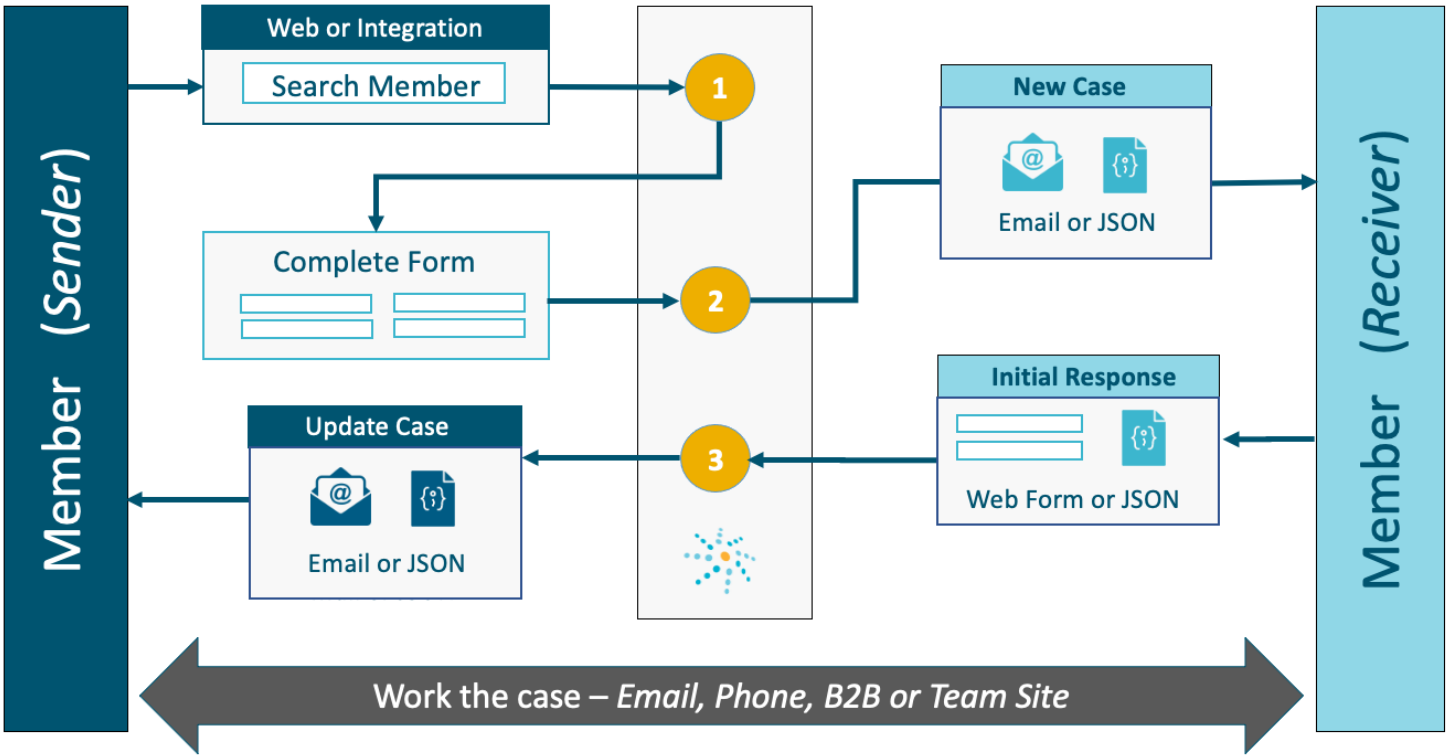 Member (Sender)
Web or Integration
Search Member
1
New Case
@
{;}
Email or JSON
Complete Form
2
Initial Response
{;}
Web Form or JSON
Update Case
@
{;}
Email or JSON
3
Member (Receiver)
Work the case – Email, Phone, B2B or Team Site